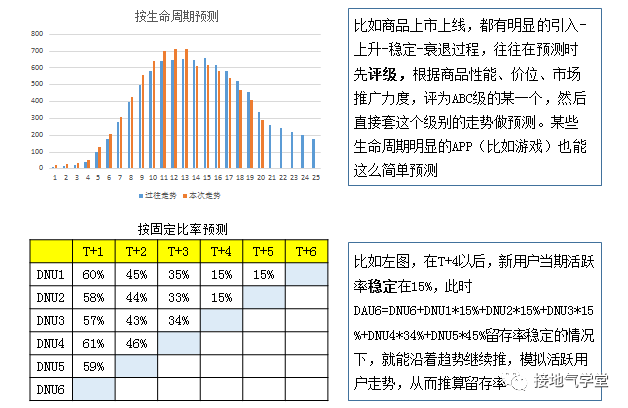 按生命周期预测
800
700
600
500
400
300
200
100
0
1 2 3 4 5 6 7 8 9 10 11 12 13 14 15 16 17 18 19 20 21 22 23 24 25
过往走势 本次走势
比如商品上市上线，都有明显的引入-
上升-稳定-衰退过程，往往在预测时
先评级，根据商品性能、价位、市场
推广力度，评为ABC级的某一个，然后
直接套这个级别的走势做预测。某些
生命周期明显的APP（比如游戏）也能
这么简单预测
按固定比率预测
T+1 T+2 T+3 T+4 T+5 T+6
DNU1 60% 45% 35% 15% 15%
DNU2 58% 44% 33% 15%
DNU3 57% 43% 34%
DNU4 61% 46%
DNU5 59%
DNU6
比如左图，在T+4以后，新用户当期活跃
率稳定在15%，此时
DAU6=DNU6+DNU1*15%+DNU2*15%+DNU3*15
%+DNU4*34%+DNU5*45%留存率稳定的情况
下，就能沿着趋势继续推，模拟活跃用
户走势，从而推算留存率
接地气学堂